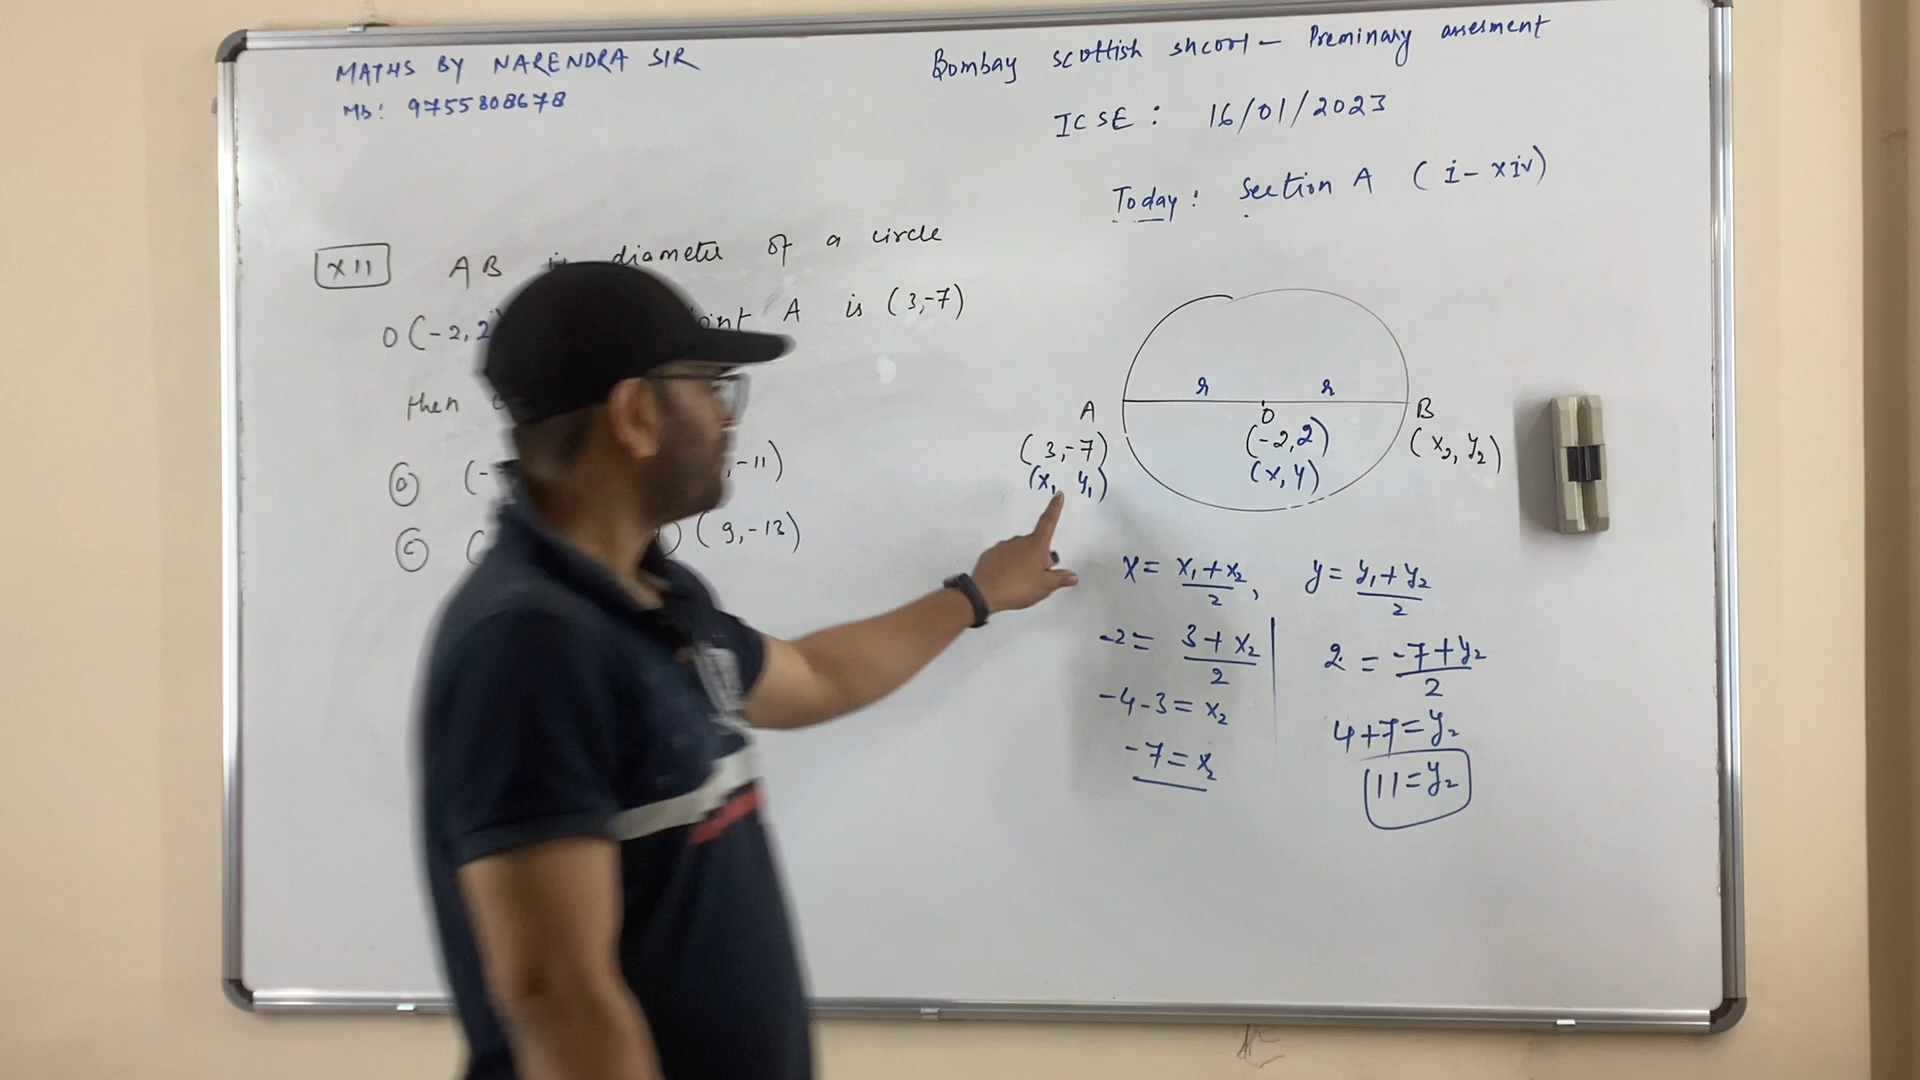 MATHS BY NARENDRA SIR
Mb: 9755808678
Bombay scottish shcorl - Preminary assesment
ICSE: 16/01/2023
Today: Section A (i-xiv)
XII AB diameter of a circle
O(-2,2 A is (3,-7)
then
a (- ,-11)
c ( ) (9,-13)
r r
A O B
(3,-7) (-2,2) (x2, y2)
(x1 y1) (x,y)
x = x1+x2/2, y = y1+y2/2
-2 = 3+x2/2 2 = -7+y2/2
-4-3 = x2 4+7=y2
-7 = x2 11=y2